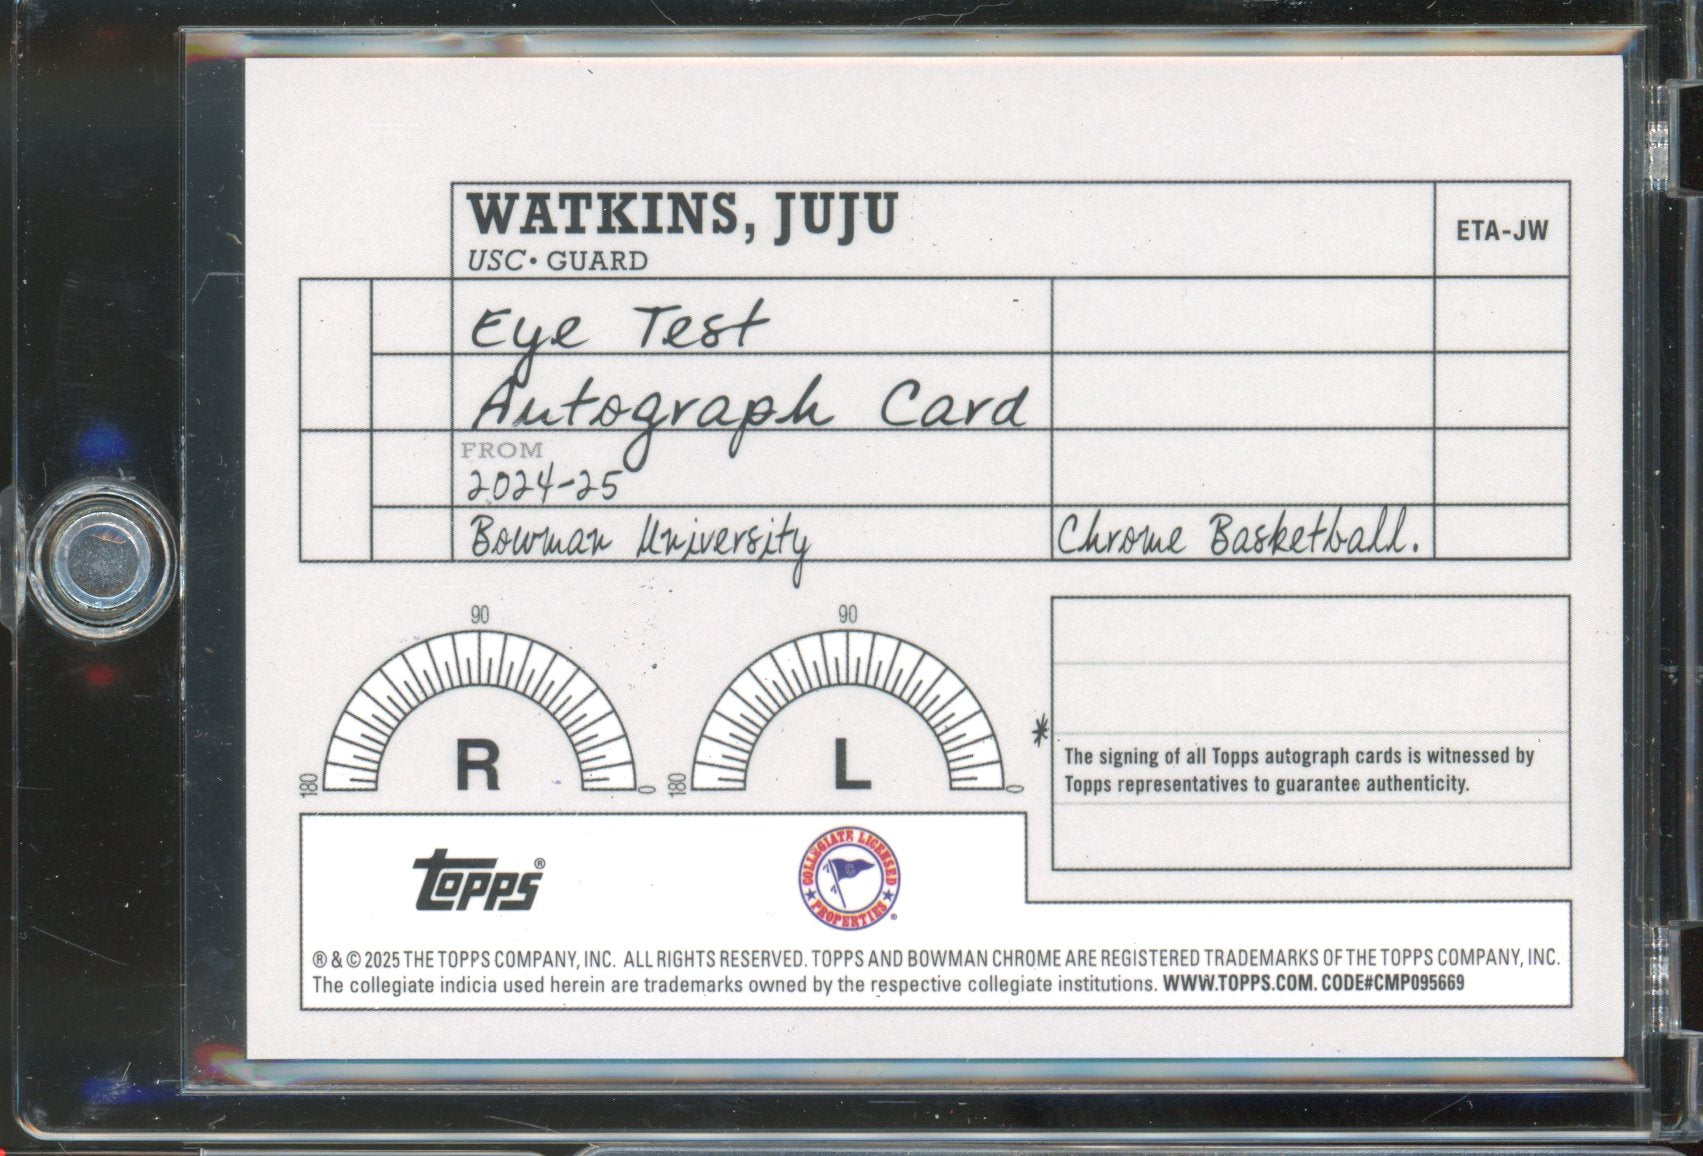 WATKINS, JUJU
USC • GUARD
ETA-JW
Eye Test
Autograph Card
FROM
2024-25
Bowman University Chrome Basketball.
90
180
R
0
90
180
L
0
*
The signing of all Topps autograph cards is witnessed by
Topps representatives to guarantee authenticity.
Topps®
COLLEGIATE LICENSED
C
PROPERTIES®
® & © 2025 THE TOPPS COMPANY, INC. ALL RIGHTS RESERVED. TOPPS AND BOWMAN CHROME ARE REGISTERED TRADEMARKS OF THE TOPPS COMPANY, INC.
The collegiate indicia used herein are trademarks owned by the respective collegiate institutions. WWW.TOPPS.COM. CODE#CMP095669